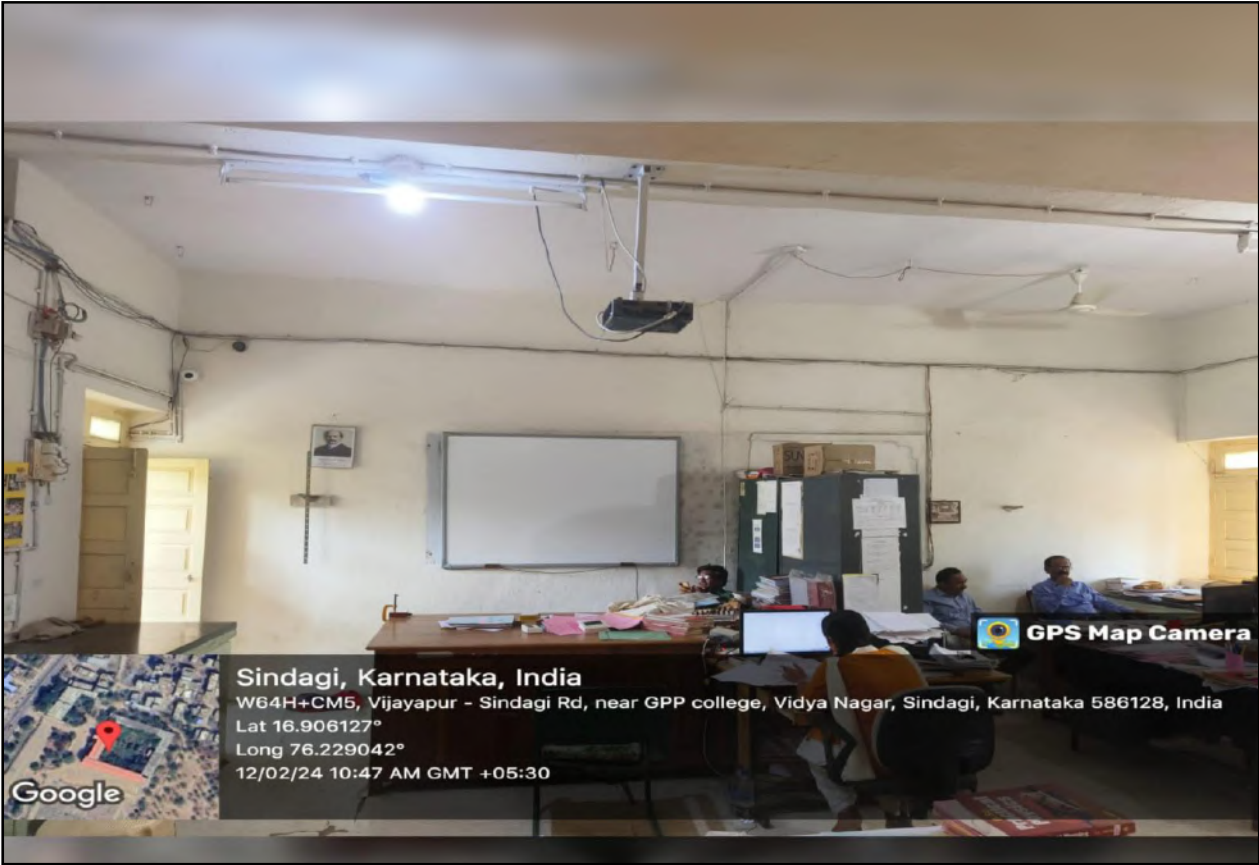 SUN
GPS Map Camera
Sindagi, Karnataka, India
W64H+CM5, Vijayapur - Sindagi Rd, near GPP college, Vidya Nagar, Sindagi, Karnataka 586128, India
Lat 16.906127°
Long 76.229042°
12/02/24 10:47 AM GMT +05:30
Google